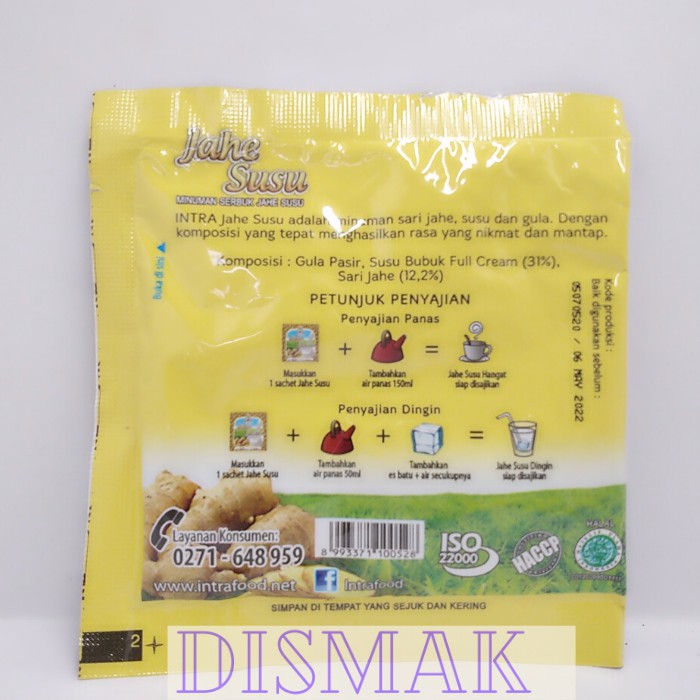 Jahe
Susu
MINUMAN SERBUK JAHE SUSU
INTRA Jahe Susu adalah minuman sari jahe, susu dan gula. Dengan
komposisi yang tepat menghasilkan rasa yang nikmat dan mantap.
Komposisi : Gula Pasir, Susu Bubuk Full Cream (31%),
Sari Jahe (12,2%)
PETUNJUK PENYAJIAN
Penyajian Panas
Masukkan
1 sachet Jahe Susu
+
Tambahkan
air panas 150ml
=
Jahe Susu Hangat
siap disajikan
Penyajian Dingin
Masukkan
1 sachet Jahe Susu
+
Tambahkan
air panas 50ml
+
Tambahkan
es batu + air secukupnya
=
Jahe Susu Dingin
siap disajikan
Buka di sisi
Kode produksi :
Baik digunakan sebelum :
05070520 / 06 MAY 2022
Layanan Konsumen:
0271 - 648 959
www.intrafood.net
8 993371 100528
f Intrafood
ISO
22000
HACCP
HALAL
SIMPAN DI TEMPAT YANG SEJUK DAN KERING
2
DISMAK